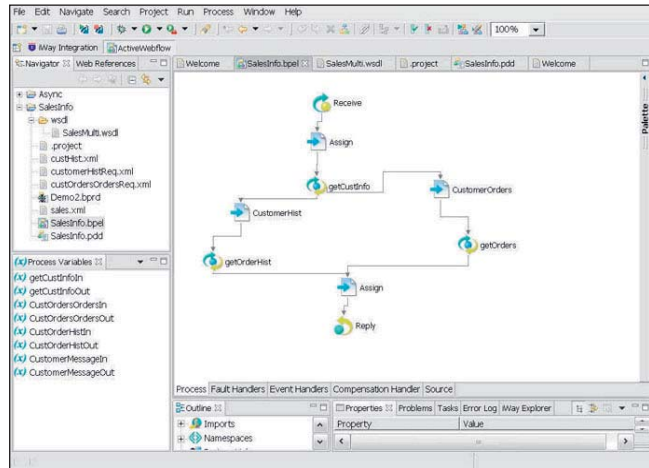 File Edit Navigate Search Project Run Process Window Help
100%
iWay Integration ActiveWebflow
Navigator Web References
Welcome SalesInfo.bpel SalesMulti.wsdl .project SalesInfo.pdd Welcome
Palette
Async
SalesInfo
wsdl
SalesMulti.wsdl
.project
custHist.xml
customerHistReq.xml
custOrdersOrdersReq.xml
Demo2.bprd
sales.xml
SalesInfo.bpel
SalesInfo.pdd
Receive
Assign
getCustInfo
CustomerOrders
CustomerHist
getOrders
getOrderHist
Assign
Reply
(x)Process Variables
(x) getCustInfoIn
(x) getCustInfoOut
(x) CustOrdersOrdersIn
(x) CustOrdersOrdersOut
(x) CustOrderHistIn
(x) CustOrderHistOut
(x) CustomerMessageIn
(x) CustomerMessageOut
Process Fault Handlers Event Handlers Compensation Handler Source
Outline
Imports
Namespaces
Properties Problems Tasks Error Log iWay Explorer
Property Value